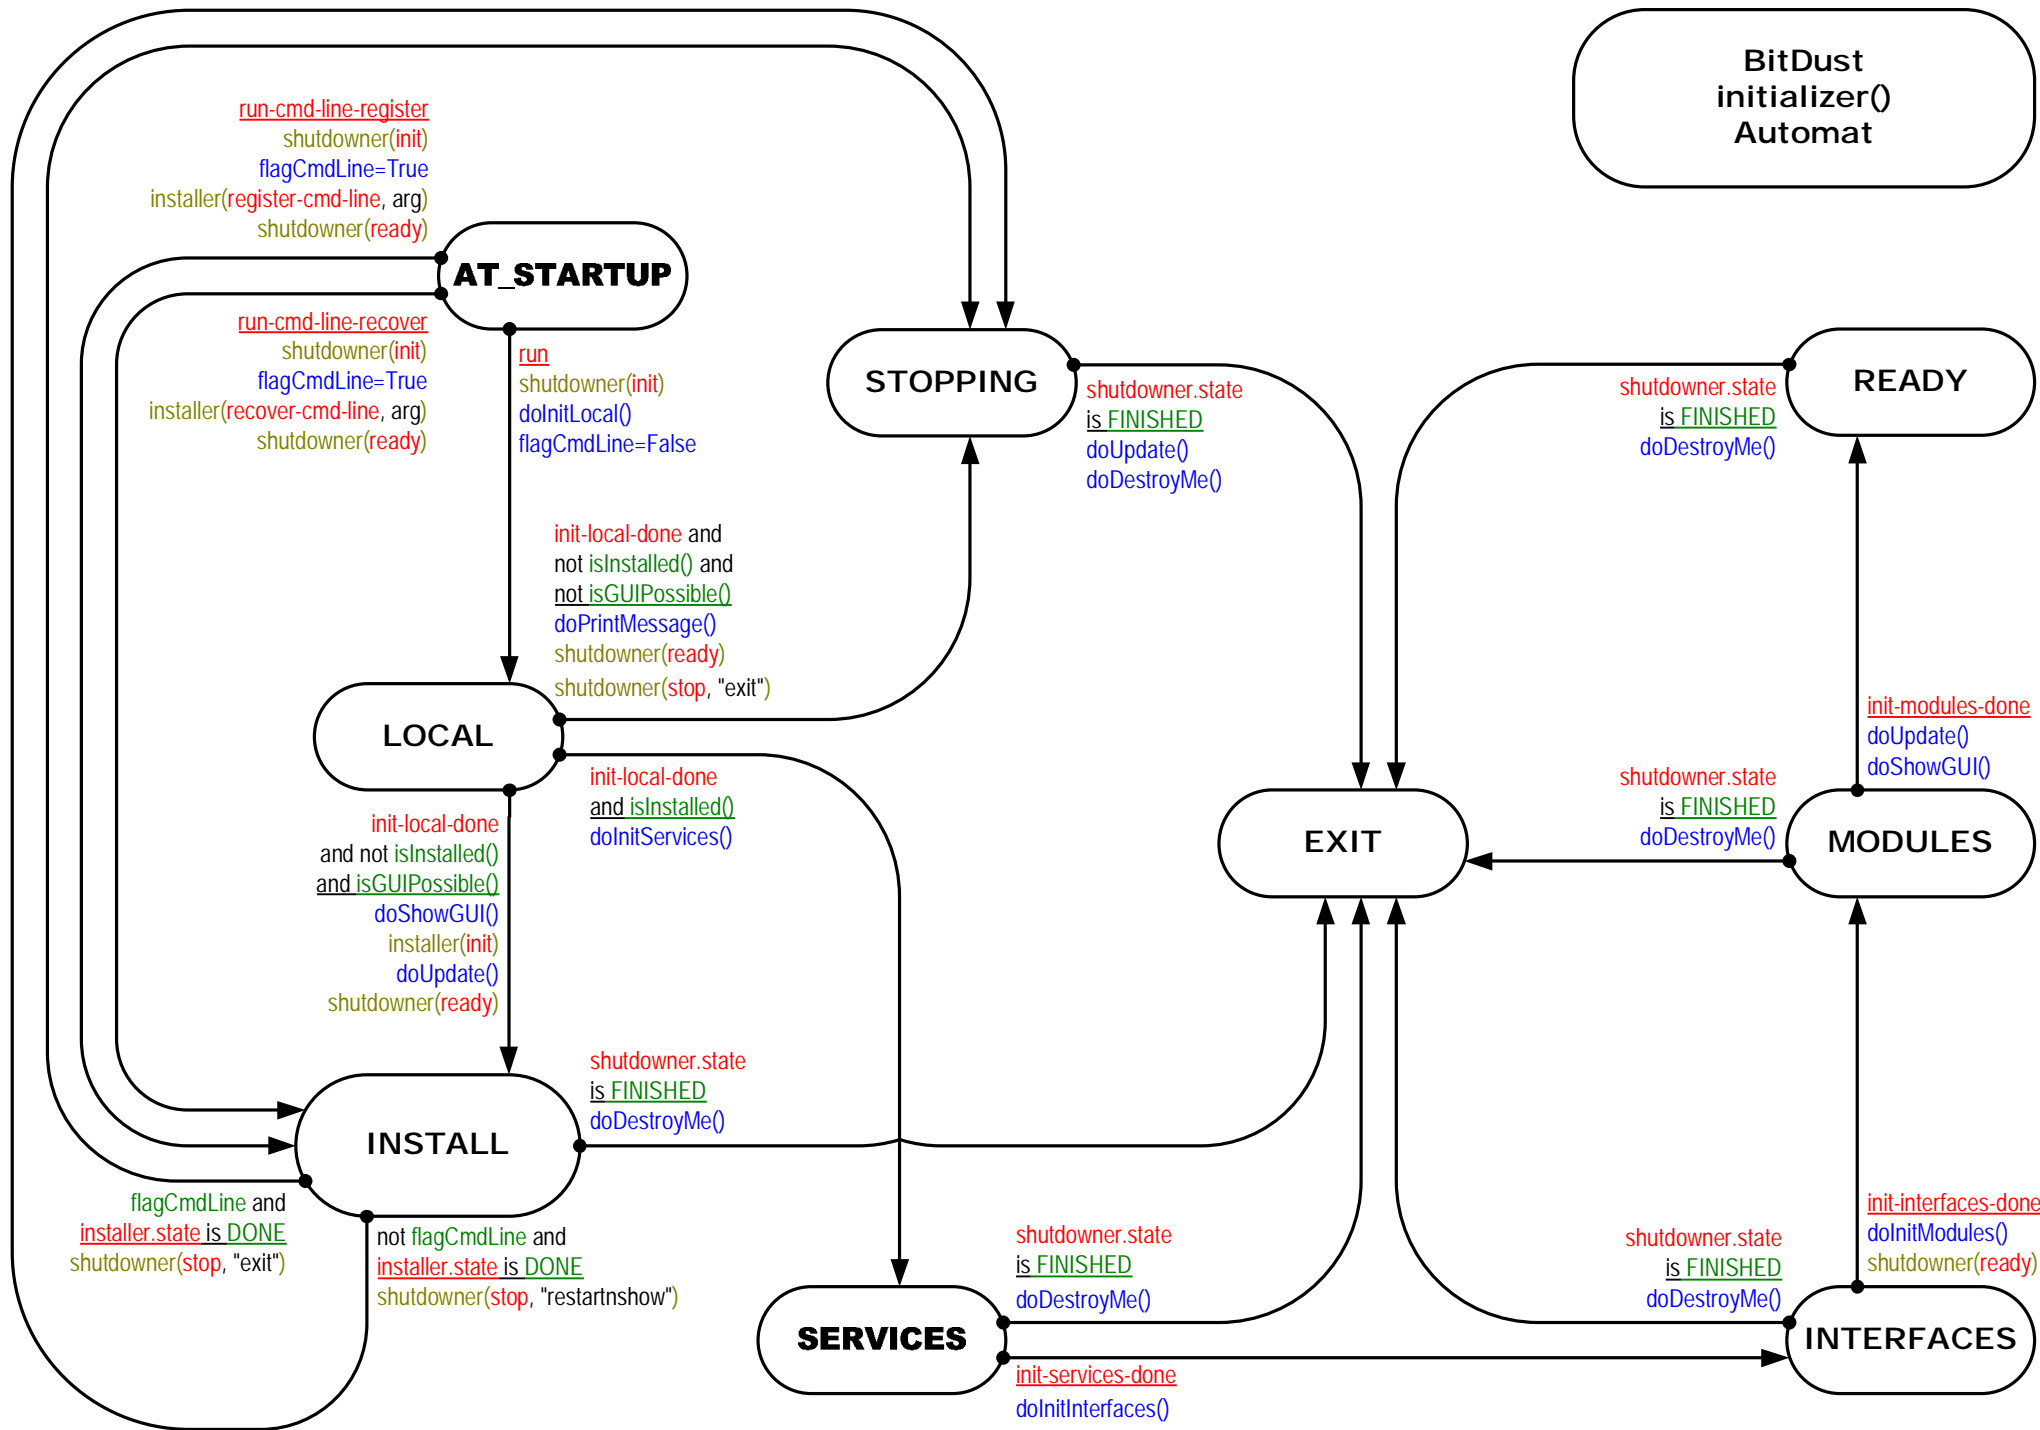 BitDust
initializer()
Automat
run-cmd-line-register
shutdowner(init)
flagCmdLine=True
installer(register-cmd-line, arg)
shutdowner(ready)
AT_STARTUP
run-cmd-line-recover
shutdowner(init)
flagCmdLine=True
installer(recover-cmd-line, arg)
shutdowner(ready)
run
shutdowner(init)
doInitLocal()
flagCmdLine=False
STOPPING
shutdowner.state
is FINISHED
doUpdate()
doDestroyMe()
READY
shutdowner.state
is FINISHED
doDestroyMe()
init-local-done and
not isInstalled() and
not isGUIPossible()
doPrintMessage()
shutdowner(ready)
shutdowner(stop, "exit")
LOCAL
init-local-done
and isInstalled()
doInitServices()
init-local-done
and not isInstalled()
and isGUIPossible()
doShowGUI()
installer(init)
doUpdate()
shutdowner(ready)
EXIT
init-modules-done
doUpdate()
doShowGUI()
shutdowner.state
is FINISHED
doDestroyMe()
MODULES
shutdowner.state
is FINISHED
doDestroyMe()
INSTALL
flagCmdLine and
installer.state is DONE
shutdowner(stop, "exit")
not flagCmdLine and
installer.state is DONE
shutdowner(stop, "restartnshow")
shutdowner.state
is FINISHED
doDestroyMe()
SERVICES
init-services-done
doInitInterfaces()
shutdowner.state
is FINISHED
doDestroyMe()
init-interfaces-done
doInitModules()
shutdowner(ready)
INTERFACES